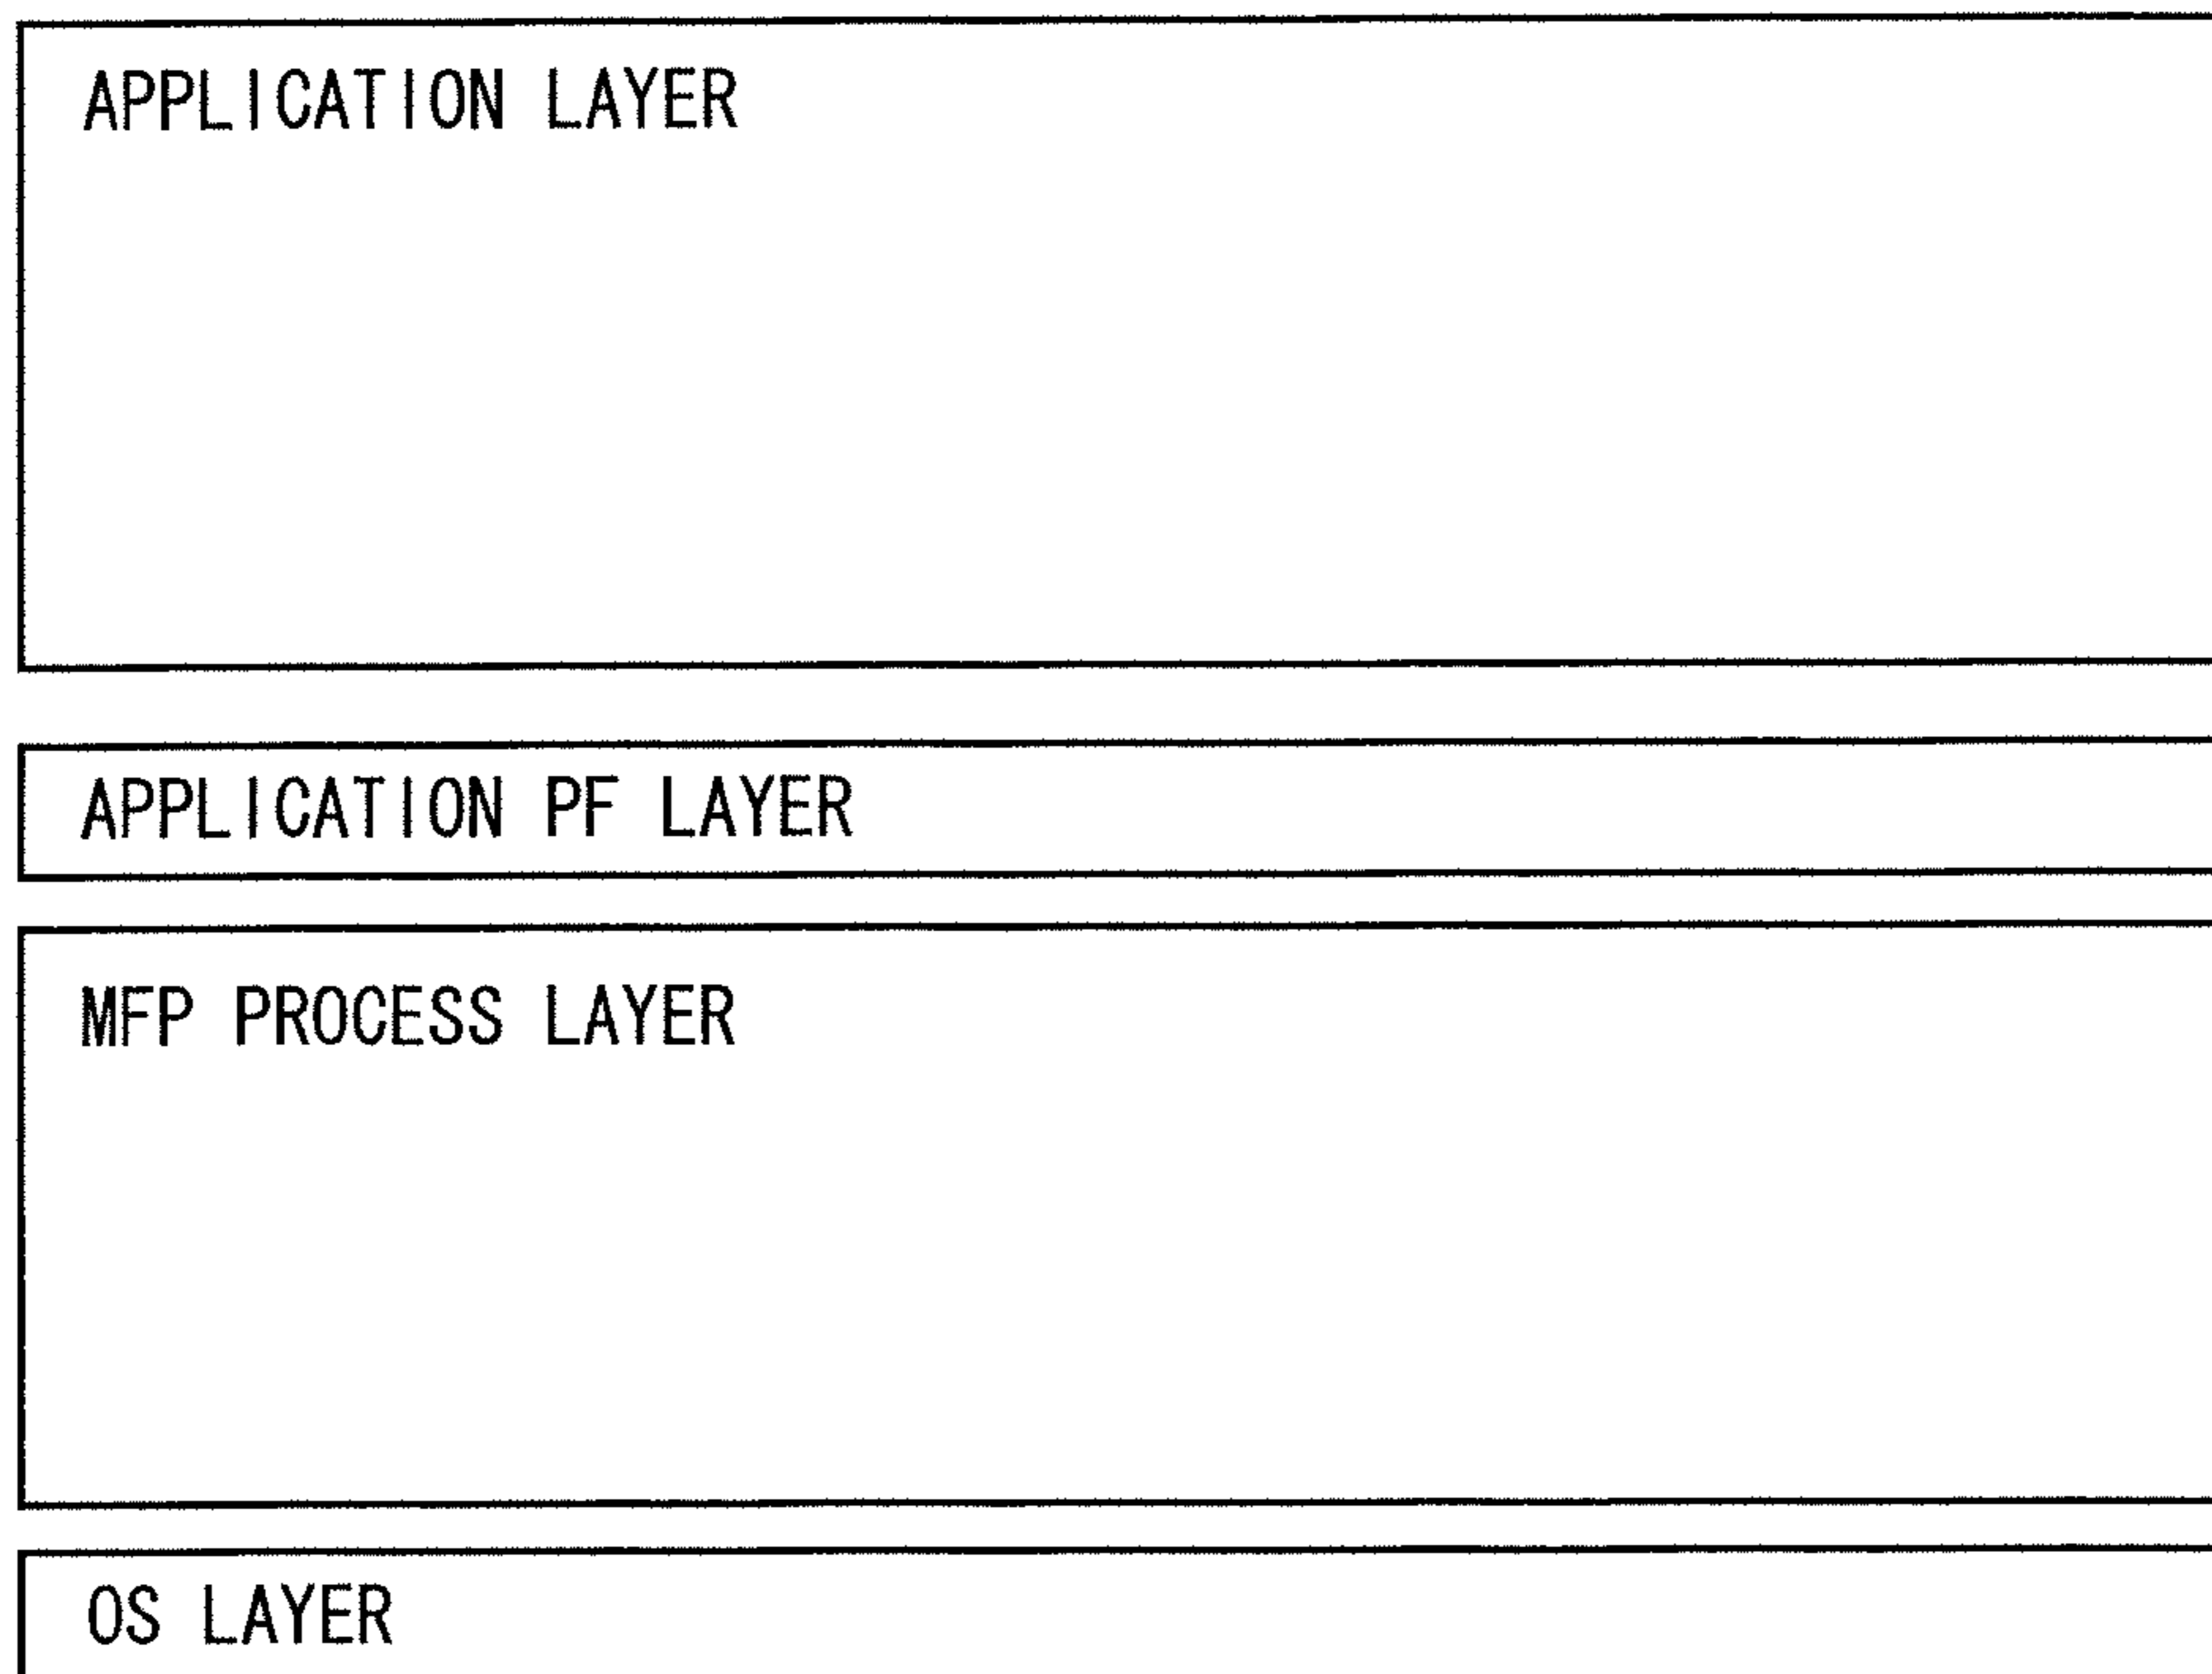 APPLICATION LAYER
APPLICATION PF LAYER
MFP PROCESS LAYER
OS LAYER